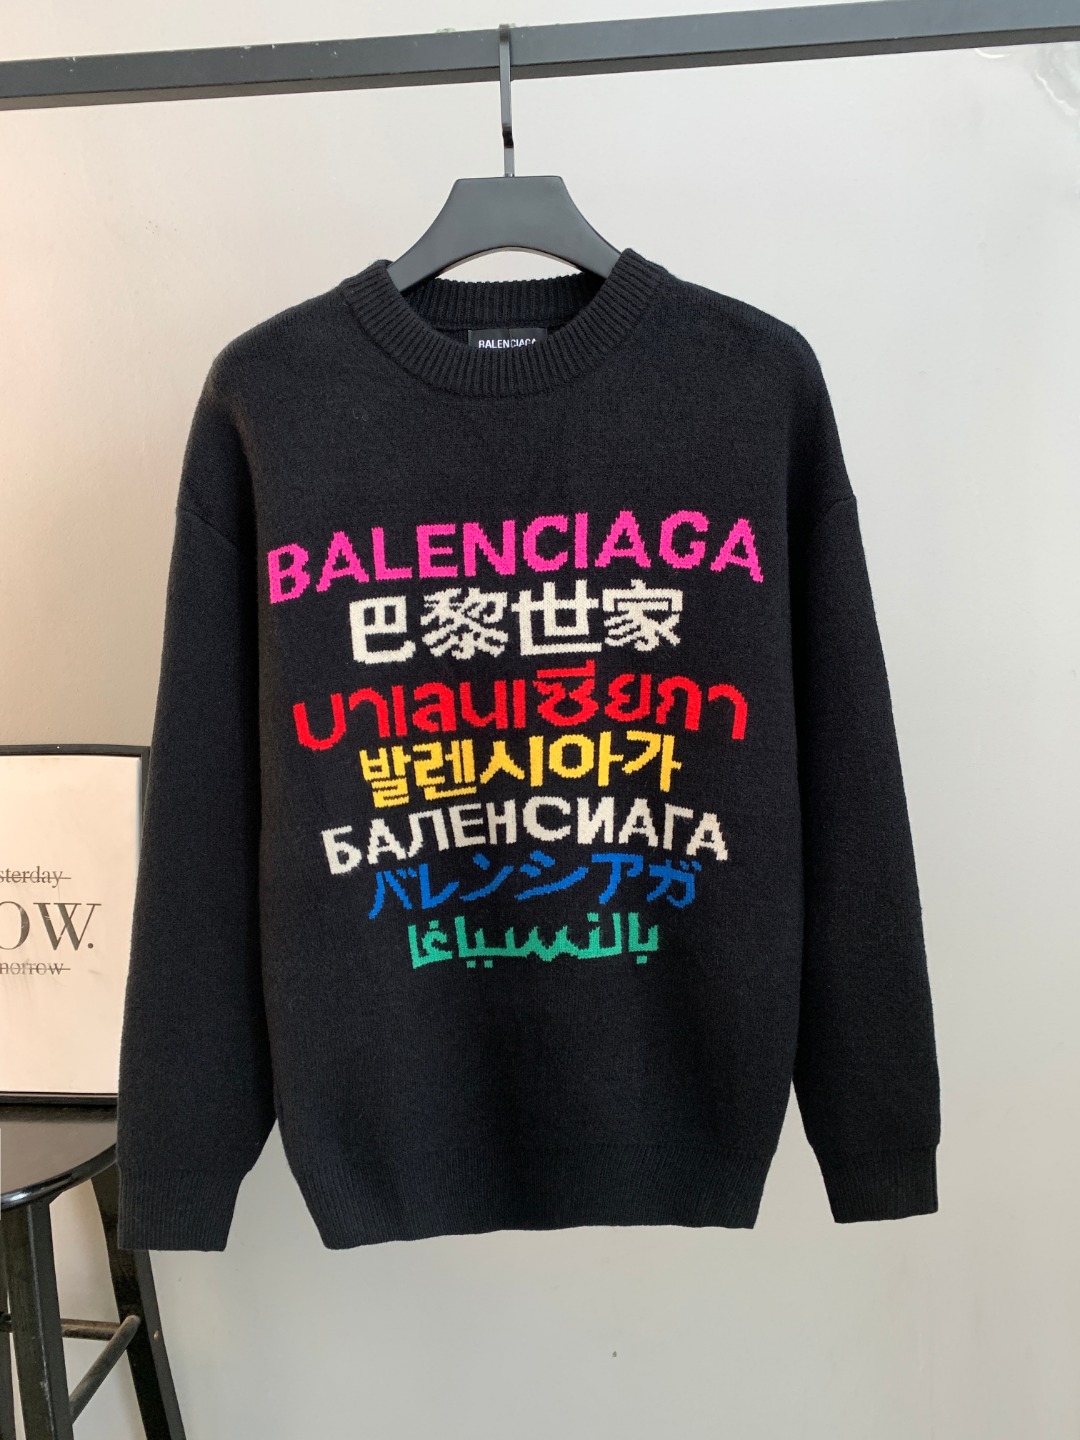 BALENCIAGA
BALENCIAGA
巴黎世家
บาเลนเซียกา
발렌시아가
БАЛЕНСИАГА
バレンシアガ
بالنسياغا